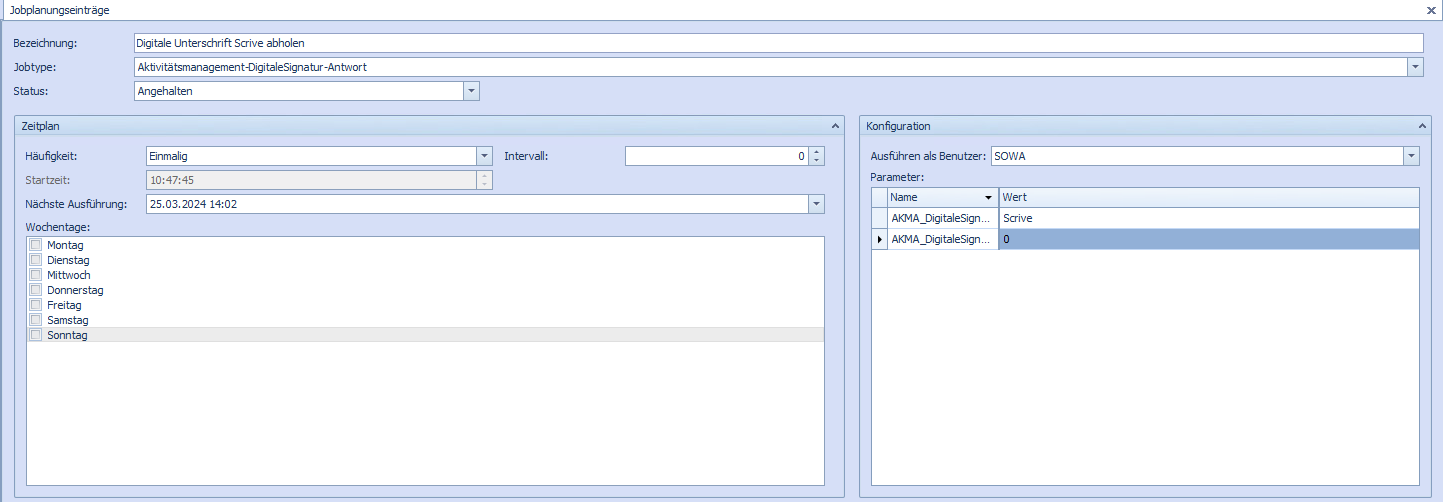 Jobplanungseinträge
Bezeichnung: Digitale Unterschrift Scrive abholen
Jobtype: Aktivitätsmanagement-DigitaleSignatur-Antwort
Status: Angehalten
Zeitplan
Häufigkeit: Einmalig Intervall: 0
Startzeit: 10:47:45
Nächste Ausführung: 25.03.2024 14:02
Wochentage:
Montag
Dienstag
Mittwoch
Donnerstag
Freitag
Samstag
Sonntag
Konfiguration
Ausführen als Benutzer: SOWA
Parameter:
Name Wert
AKMA_DigitaleSign... Scrive
AKMA_DigitaleSign... 0